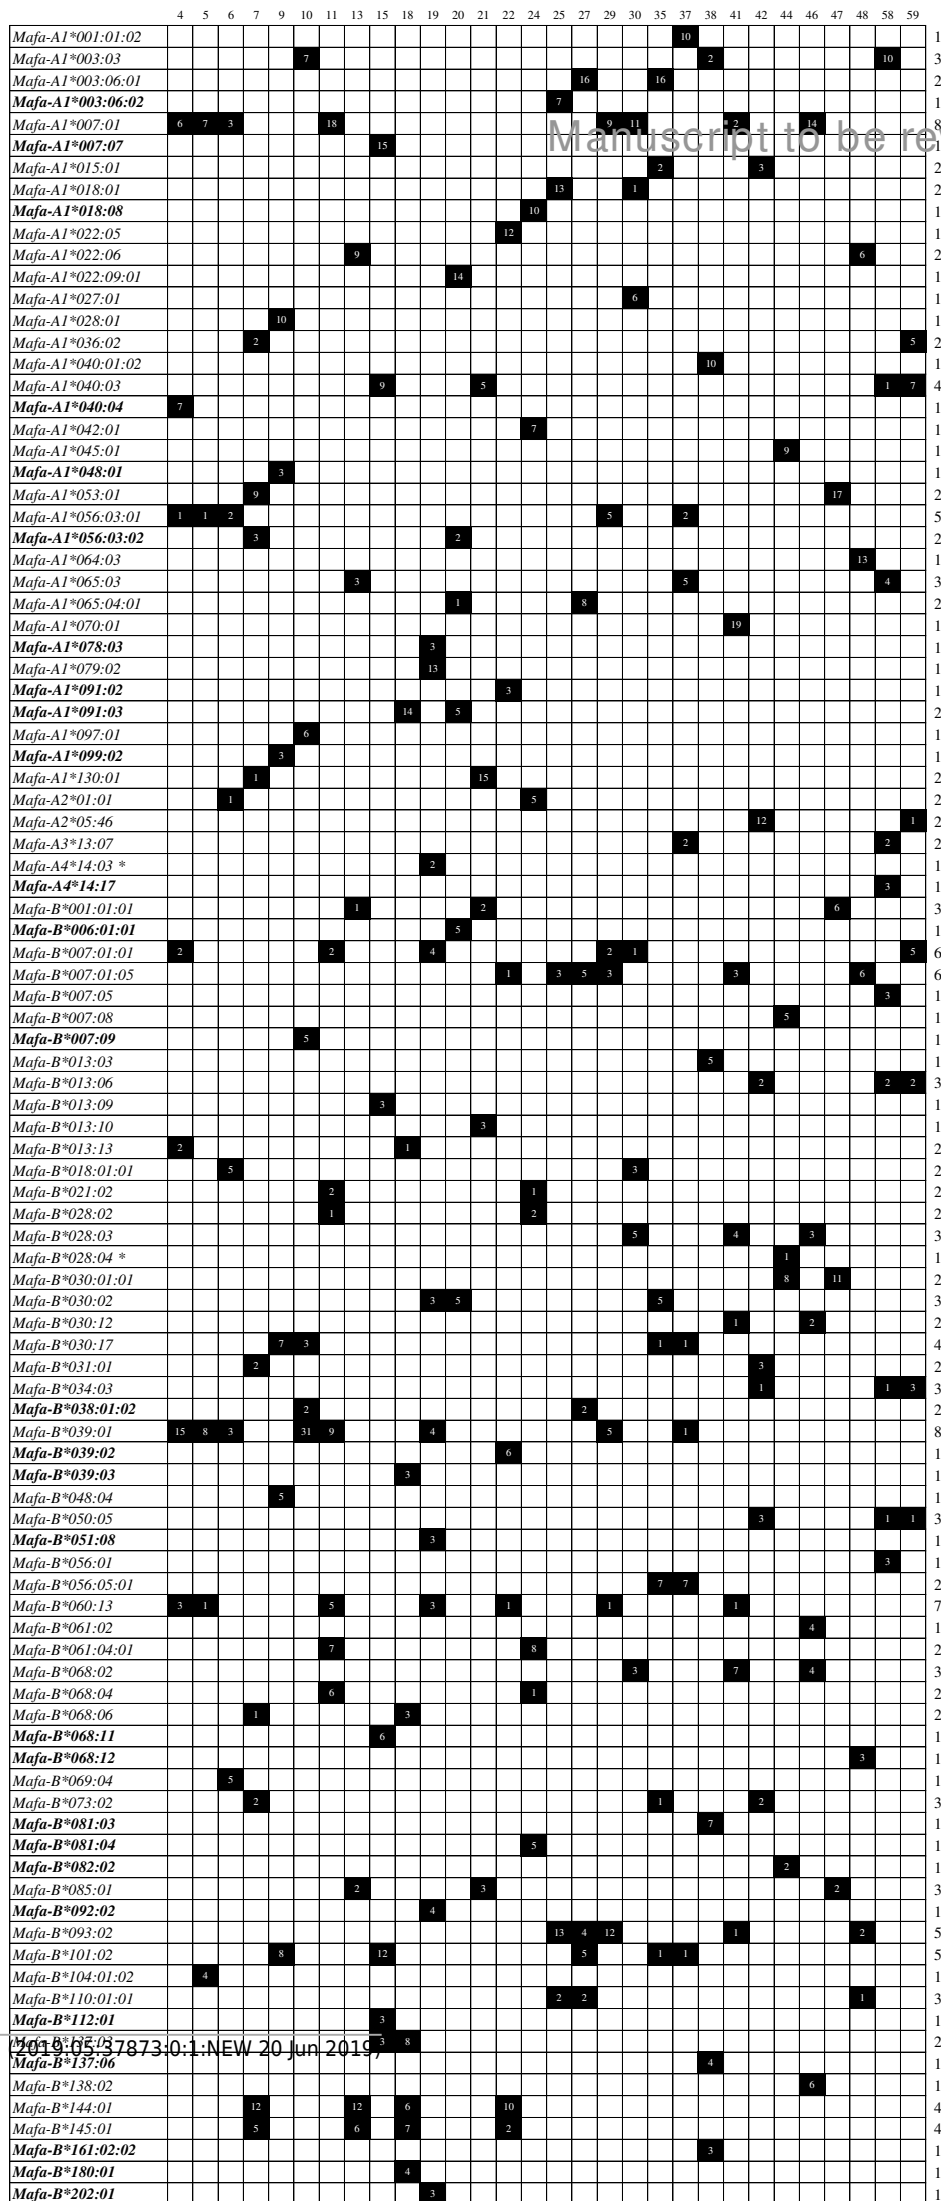 4 5 6 7 9 10 11 13 15 18 19 20 21 22 24 25 27 29 30 35 37 38 41 42 44 46 47 48 58 59
Mafa-A1*001:01:02 10 1
Mafa-A1*003:03 7 2 10 3
Mafa-A1*003:06:01 16 16 2
Mafa-A1*003:06:02 7 1
Mafa-A1*007:01 6 7 3 18 9 11 2 14 8
Manuscript to be re
Mafa-A1*007:07 15 1
Mafa-A1*015:01 2 3 2
Mafa-A1*018:01 13 1 2
Mafa-A1*018:08 10 1
Mafa-A1*022:05 12 1
Mafa-A1*022:06 9 6 2
Mafa-A1*022:09:01 14 1
Mafa-A1*027:01 6 1
Mafa-A1*028:01 10 1
Mafa-A1*036:02 2 5 2
Mafa-A1*040:01:02 10 1
Mafa-A1*040:03 9 5 1 7 4
Mafa-A1*040:04 7 1
Mafa-A1*042:01 7 1
Mafa-A1*045:01 9 1
Mafa-A1*048:01 3 1
Mafa-A1*053:01 9 17 2
Mafa-A1*056:03:01 1 1 2 5 2 5
Mafa-A1*056:03:02 3 2 2
Mafa-A1*064:03 13 1
Mafa-A1*065:03 3 5 4 3
Mafa-A1*065:04:01 1 8 2
Mafa-A1*070:01 19 1
Mafa-A1*078:03 3 1
Mafa-A1*079:02 13 1
Mafa-A1*091:02 3 1
Mafa-A1*091:03 14 5 2
Mafa-A1*097:01 6 1
Mafa-A1*099:02 3 1
Mafa-A1*130:01 1 15 2
Mafa-A2*01:01 1 5 2
Mafa-A2*05:46 12 1 2
Mafa-A3*13:07 2 2 2
Mafa-A4*14:03 * 2 1
Mafa-A4*14:17 3 1
Mafa-B*001:01:01 1 2 6 3
Mafa-B*006:01:01 5 1
Mafa-B*007:01:01 2 2 4 2 1 5 6
Mafa-B*007:01:05 1 3 5 3 3 6 6
Mafa-B*007:05 3 1
Mafa-B*007:08 5 1
Mafa-B*007:09 5 1
Mafa-B*013:03 5 1
Mafa-B*013:06 2 2 2 3
Mafa-B*013:09 3 1
Mafa-B*013:10 3 1
Mafa-B*013:13 2 1 2
Mafa-B*018:01:01 5 3 2
Mafa-B*021:02 2 1 2
Mafa-B*028:02 1 2 2
Mafa-B*028:03 5 4 3 3
Mafa-B*028:04 * 1 1
Mafa-B*030:01:01 8 11 2
Mafa-B*030:02 3 5 5 3
Mafa-B*030:12 1 2 2
Mafa-B*030:17 7 3 1 1 4
Mafa-B*031:01 2 3 2
Mafa-B*034:03 1 1 3 3
Mafa-B*038:01:02 2 2 2
Mafa-B*039:01 15 8 3 31 9 4 5 1 8
Mafa-B*039:02 6 1
Mafa-B*039:03 3 1
Mafa-B*048:04 5 1
Mafa-B*050:05 3 1 1 3
Mafa-B*051:08 3 1
Mafa-B*056:01 3 1
Mafa-B*056:05:01 7 7 2
Mafa-B*060:13 3 1 5 3 1 1 1 7
Mafa-B*061:02 4 1
Mafa-B*061:04:01 7 8 2
Mafa-B*068:02 3 7 4 3
Mafa-B*068:04 6 1 2
Mafa-B*068:06 1 3 2
Mafa-B*068:11 6 1
Mafa-B*068:12 3 1
Mafa-B*069:04 5 1
Mafa-B*073:02 2 1 2 3
Mafa-B*081:03 7 1
Mafa-B*081:04 5 1
Mafa-B*082:02 2 1
Mafa-B*085:01 2 3 2 3
Mafa-B*092:02 4 1
Mafa-B*093:02 13 4 12 1 2 5
Mafa-B*101:02 8 12 5 1 1 5
Mafa-B*104:01:02 4 1
Mafa-B*110:01:01 2 2 1 3
Mafa-B*112:01 3 1
Mafa-B*137:03 3 8 2
(2019:05:37873:0:1:NEW 20 Jun 2019)
Mafa-B*137:06 4 1
Mafa-B*138:02 6 1
Mafa-B*144:01 12 12 6 10 4
Mafa-B*145:01 5 6 7 2 4
Mafa-B*161:02:02 3 1
Mafa-B*180:01 4 1
Mafa-B*202:01 3 1